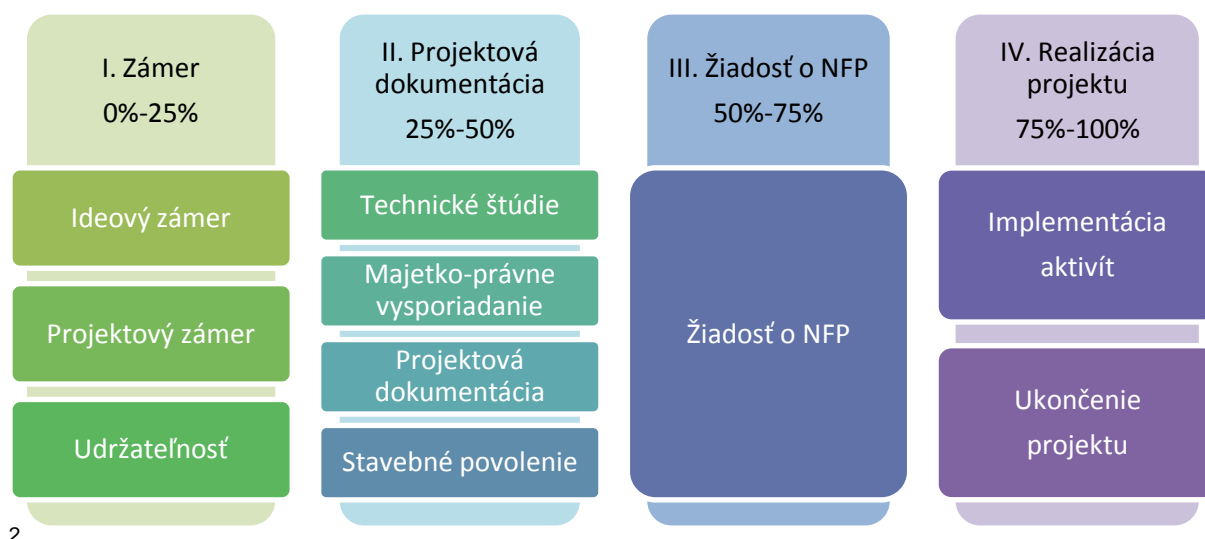 I. Zámer
0%-25%
Ideový zámer
Projektový zámer
Udržateľnosť
II. Projektová
dokumentácia
25%-50%
Technické štúdie
Majetko-právne
vysporiadanie
Projektová
dokumentácia
Stavebné povolenie
III. Žiadosť o NFP
50%-75%
Žiadosť o NFP
IV. Realizácia
projektu
75%-100%
Implementácia
aktivít
Ukončenie
projektu
2